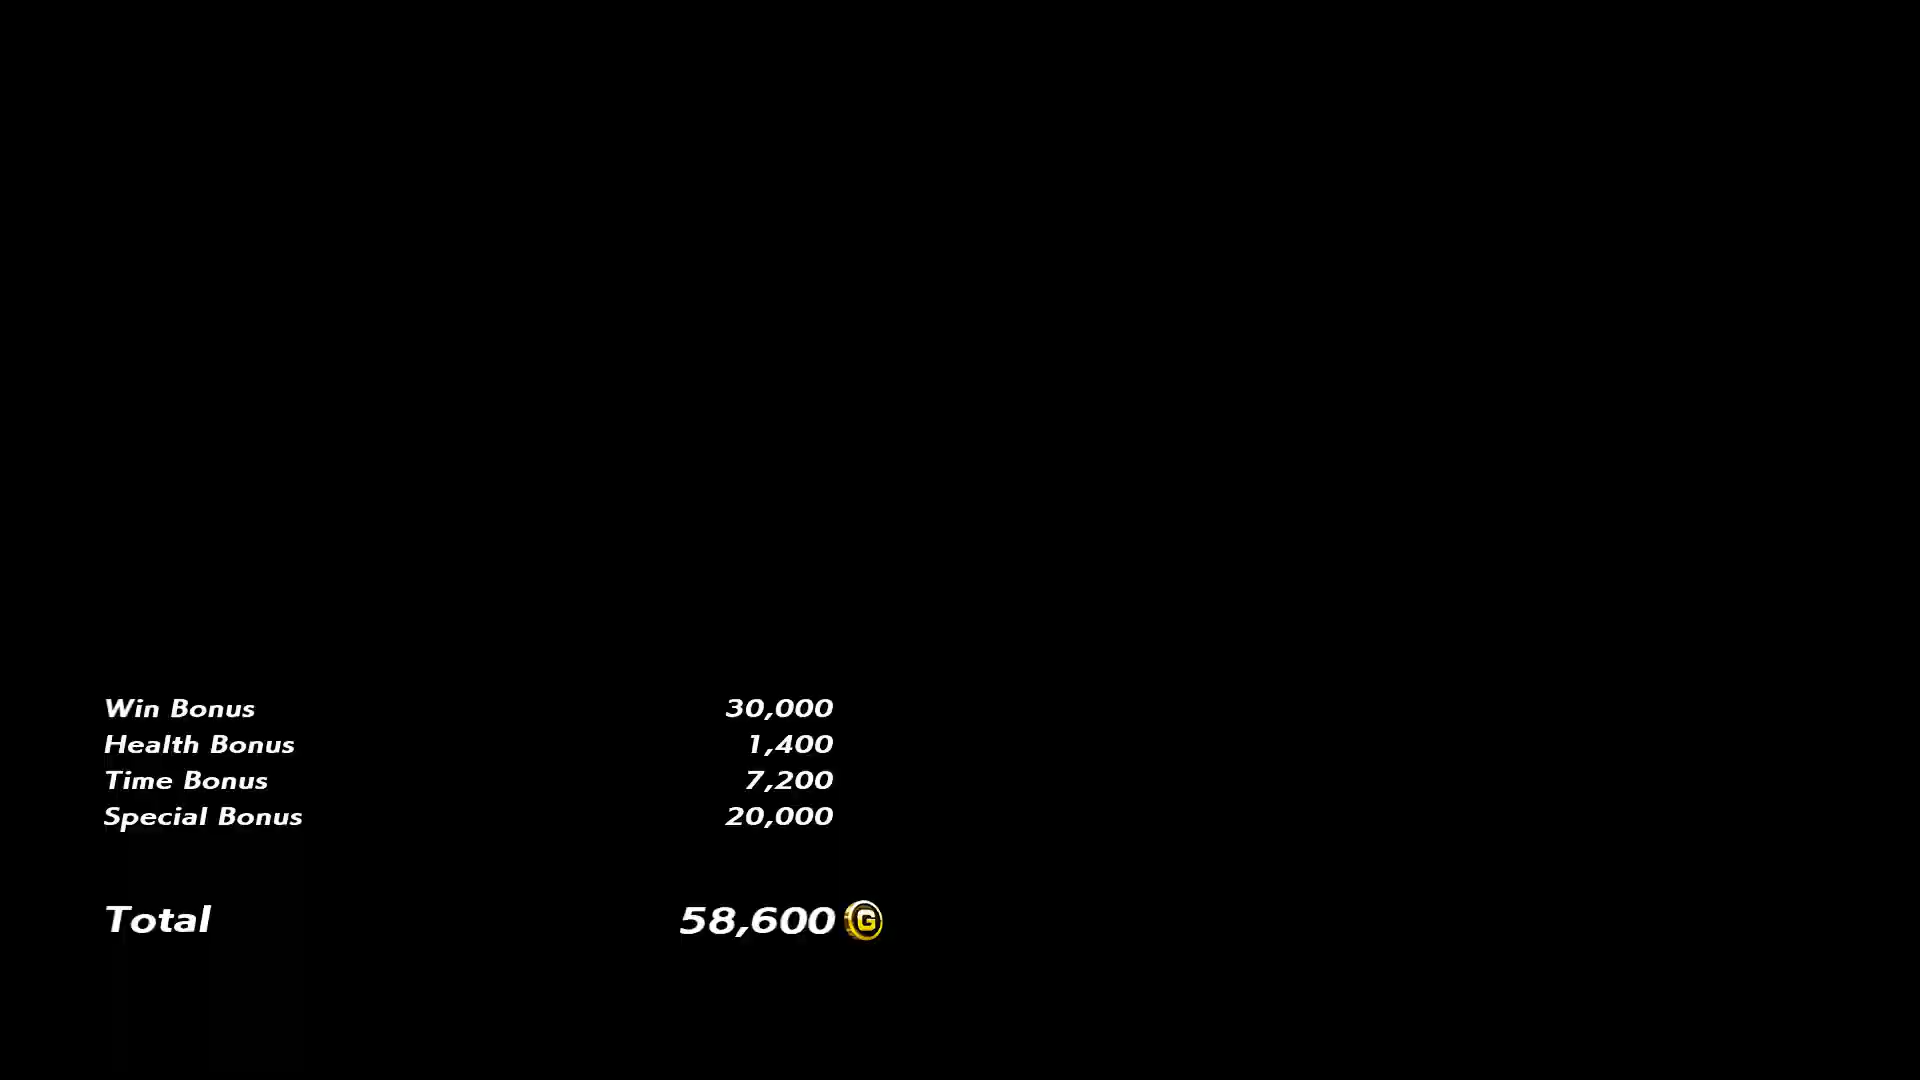 Win Bonus 30,000
Health Bonus 1,400
Time Bonus 7,200
Special Bonus 20,000
Total 58,600 G